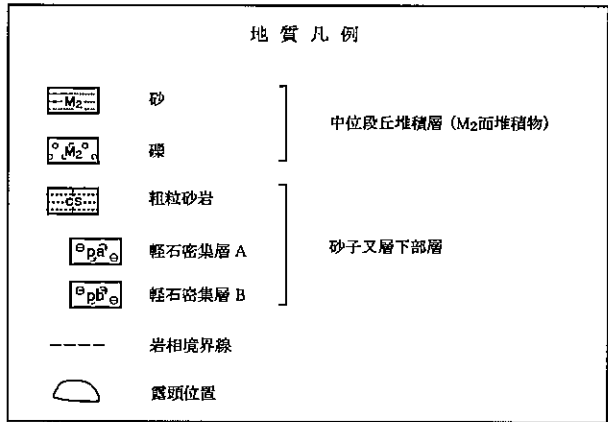 地質凡例
M₂ 砂
M₂ 礫
中位段丘堆積層 (M₂面堆積物)
CS 粗粒砂岩
pa 軽石密集層 A
pb 軽石密集層 B
砂子又層下部層
岩相境界線
露頭位置